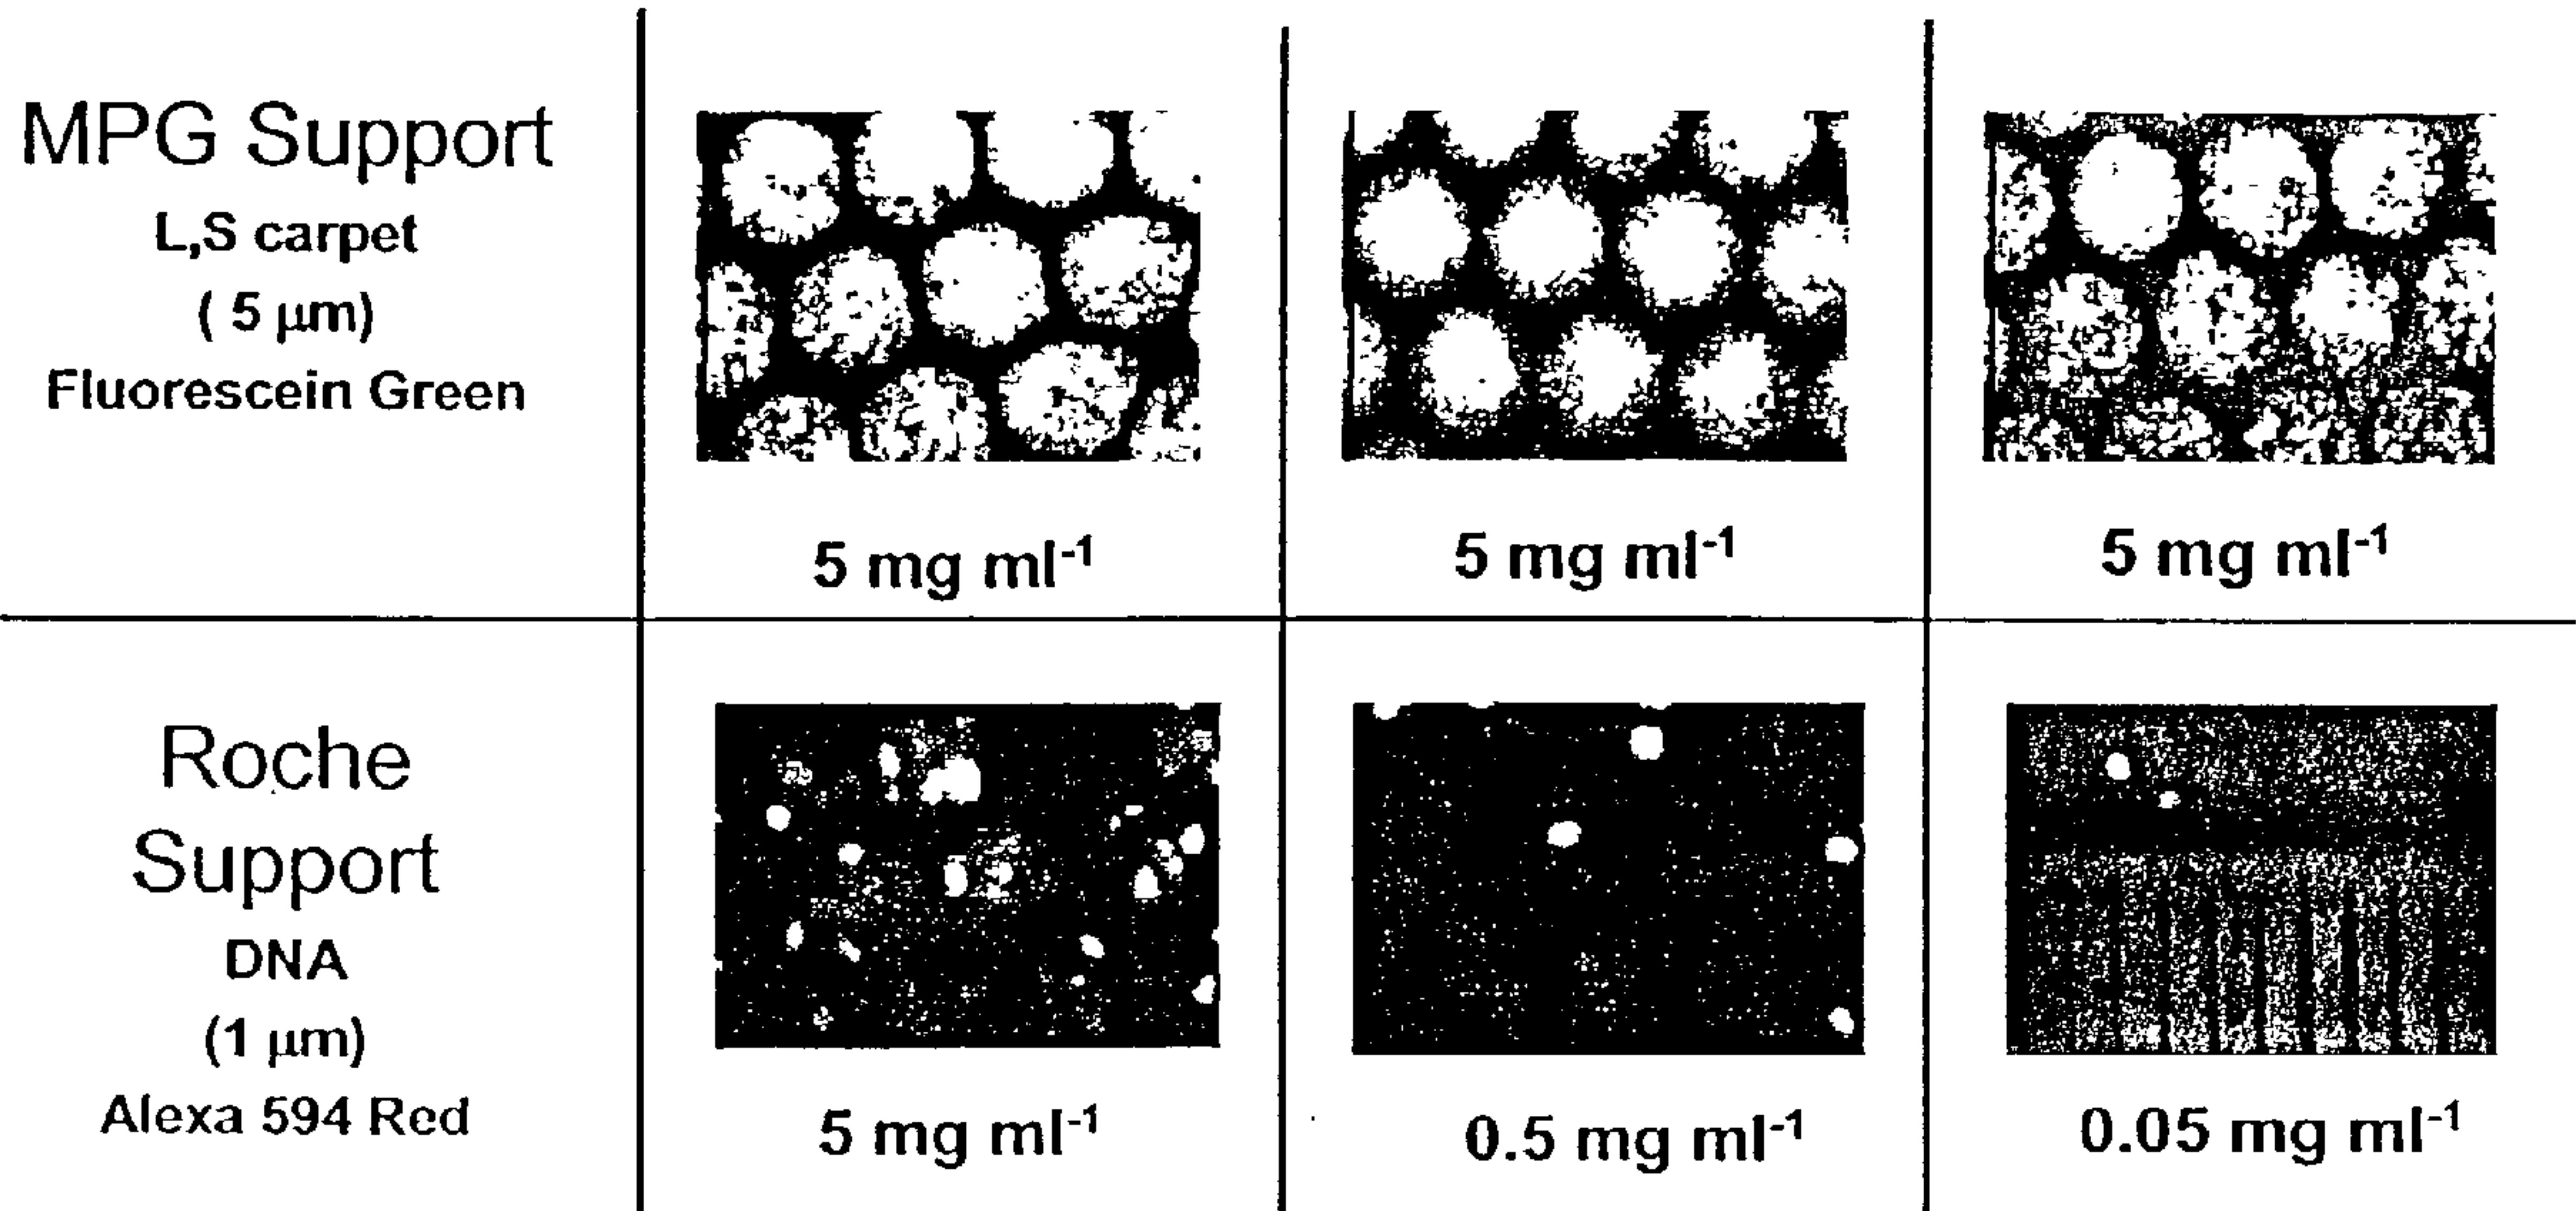 MPG Support
L,S carpet
( 5 μm)
Fluorescein Green
5 mg ml-1
5 mg ml-1
5 mg ml-1
Roche
Support
DNA
(1 μm)
Alexa 594 Red
5 mg ml-1
0.5 mg ml-1
0.05 mg ml-1